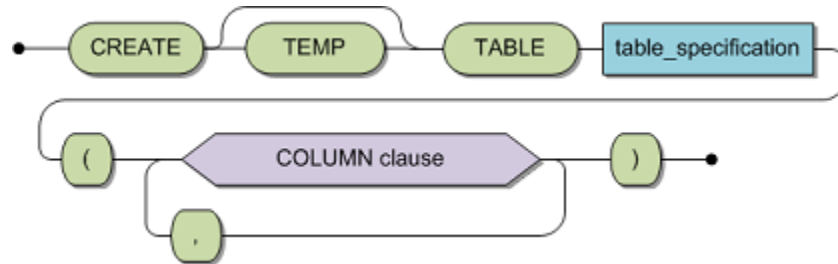 CREATE TEMP TABLE table_specification
( COLUMN clause )
,